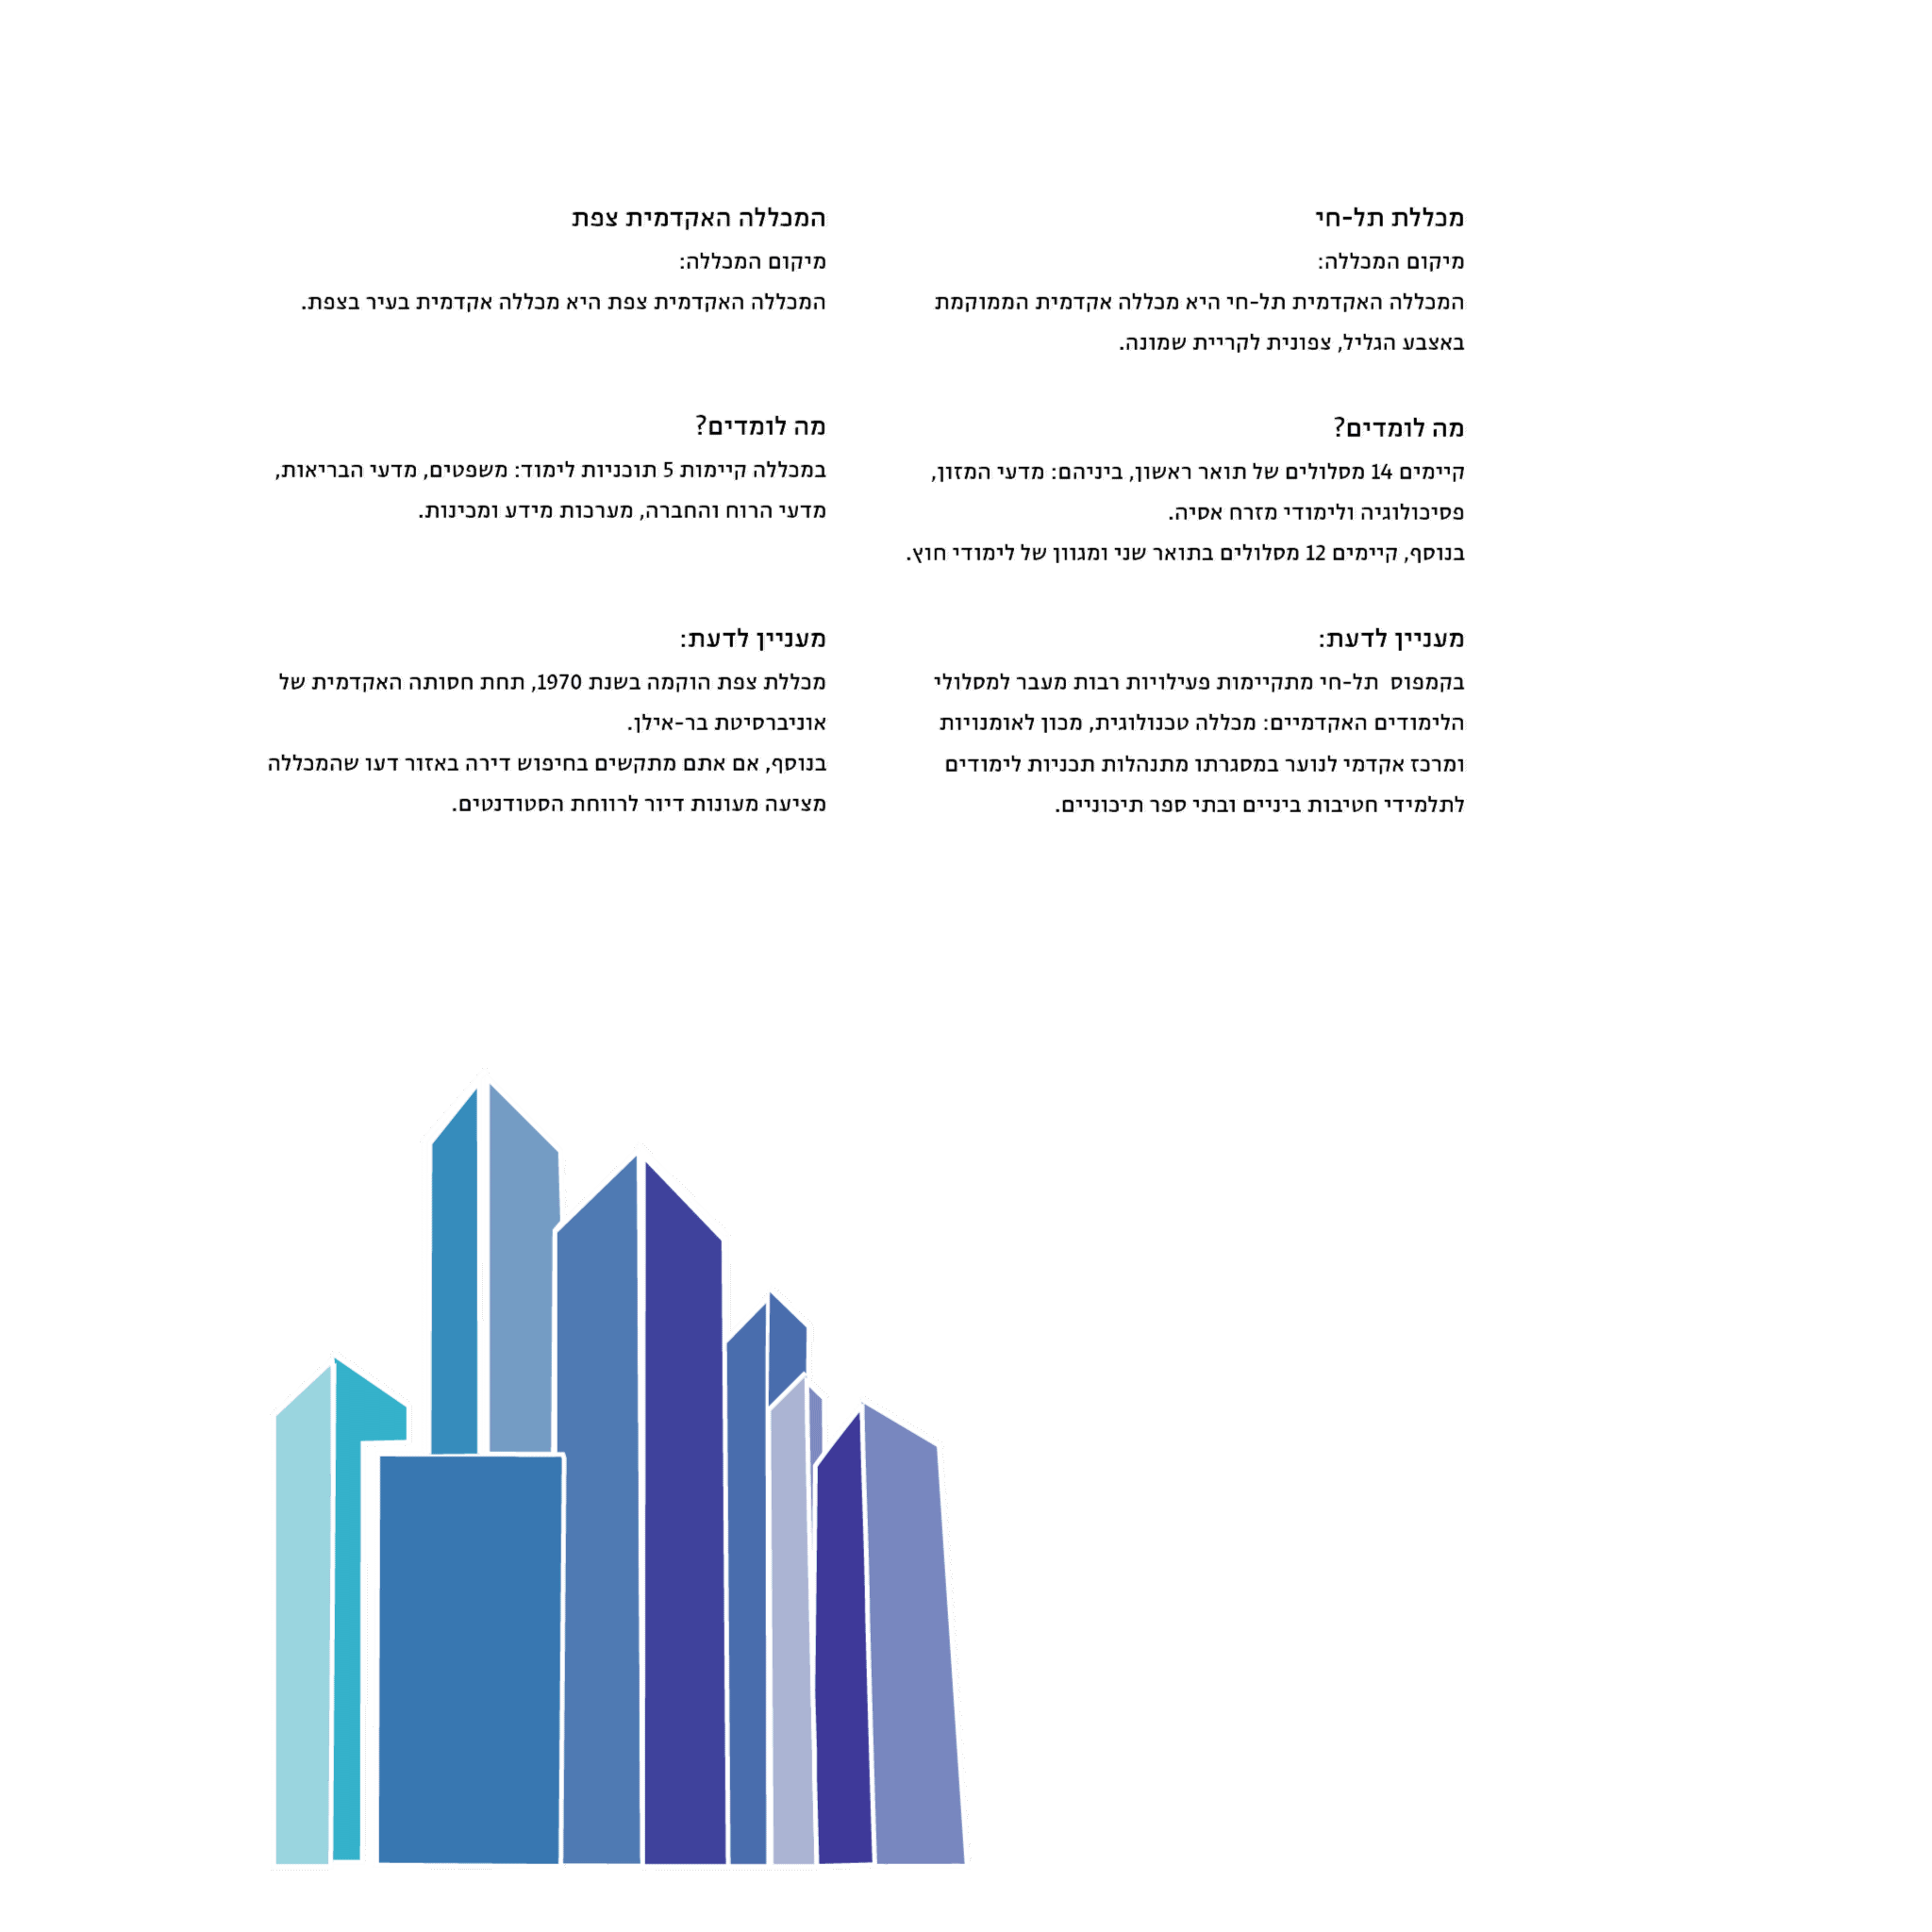 מכללת תל-חי
מיקום המכללה:
המכללה האקדמית תל-חי היא מכללה אקדמית הממוקמת
באצבע הגליל, צפונית לקריית שמונה.
מה לומדים?
קיימים 14 מסלולים של תואר ראשון, ביניהם: מדעי המזון,
פסיכולוגיה ולימודי מזרח אסיה.
בנוסף, קיימים 12 מסלולים בתואר שני ומגוון של לימודי חוץ.
מעניין לדעת:
בקמפוס תל-חי מתקיימות פעילויות רבות מעבר למסלולי
הלימודים האקדמיים: מכללה טכנולוגית, מכון לאומנויות
ומרכז אקדמי לנוער במסגרתו מתנהלות תכניות לימודים
לתלמידי חטיבות ביניים ובתי ספר תיכוניים.
המכללה האקדמית צפת
מיקום המכללה:
המכללה האקדמית צפת היא מכללה אקדמית בעיר בצפת.
מה לומדים?
במכללה קיימות 5 תוכניות לימוד: משפטים, מדעי הבריאות,
מדעי הרוח והחברה, מערכות מידע ומכינות.
מעניין לדעת:
מכללת צפת הוקמה בשנת 1970, תחת חסותה האקדמית של
אוניברסיטת בר-אילן.
בנוסף, אם אתם מתקשים בחיפוש דירה באזור דעו שהמכללה
מציעה מעונות דיור לרווחת הסטודנטים.